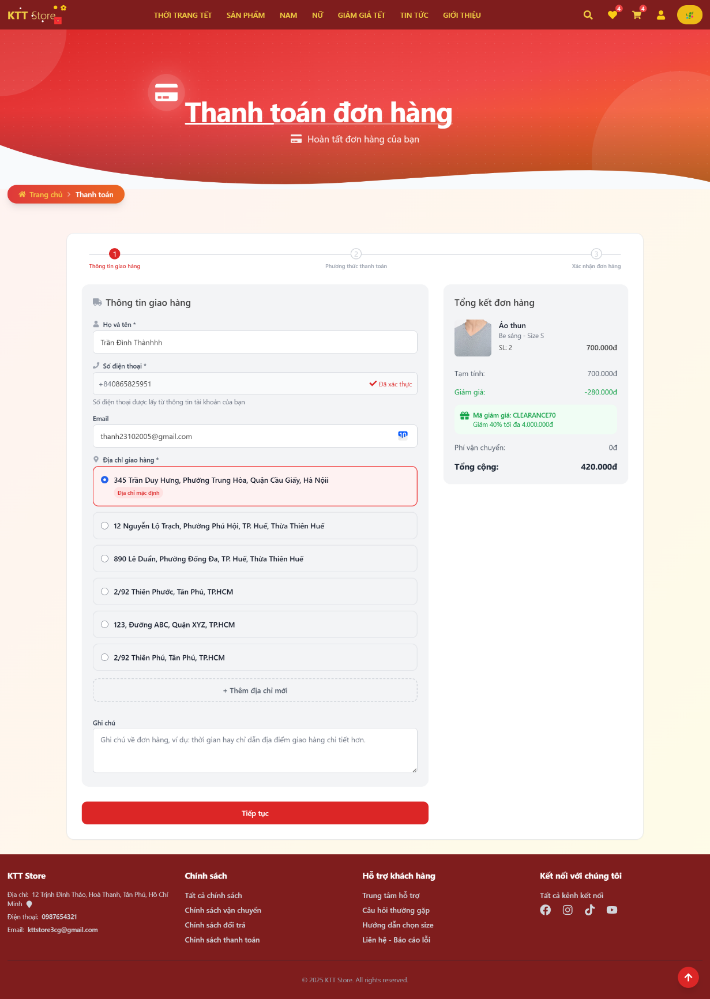 KTT Store
THỜI TRANG TẾT
SẢN PHẨM
NAM
NỮ
GIẢM GIÁ TẾT
TIN TỨC
GIỚI THIỆU
4
4
Thanh toán đơn hàng
Hoàn tất đơn hàng của bạn
Trang chủ > Thanh toán
1
2
3
Thông tin giao hàng
Phương thức thanh toán
Xác nhận đơn hàng
Thông tin giao hàng
Họ và tên *
Trần Đình Thảnhhh
Số điện thoại *
+840865825951
Đã xác thực
Số điện thoại được lấy từ thông tin tài khoản của bạn
Email
thanh23102005@gmail.com
Địa chỉ giao hàng *
345 Trần Duy Hưng, Phường Trung Hòa, Quận Cầu Giấy, Hà Nộii
Địa chỉ mặc định
12 Nguyễn Lộ Trạch, Phường Phú Hội, TP. Huế, Thừa Thiên Huế
890 Lê Duẩn, Phường Đống Đa, TP. Huế, Thừa Thiên Huế
2/92 Thiên Phước, Tân Phú, TP.HCM
123, Đường ABC, Quận XYZ, TP.HCM
2/92 Thiên Phú, Tân Phú, TP.HCM
+ Thêm địa chỉ mới
Ghi chú
Ghi chú về đơn hàng, ví dụ: thời gian hay chỉ dẫn địa điểm giao hàng chi tiết hơn.
Tiếp tục
Tổng kết đơn hàng
Áo thun
Be sáng - Size S
SL: 2
700.000đ
Tạm tính:
700.000đ
Giảm giá:
-280.000đ
Mã giảm giá: CLEARANCE70
Giảm 40% tối đa 4.000.000đ
Phí vận chuyển:
0đ
Tổng cộng:
420.000đ
KTT Store
Địa chỉ: 12 Trịnh Đình Thảo, Hoà Thanh, Tân Phú, Hồ Chí
Minh
Điện thoại: 0987654321
Email: kttstore3cg@gmail.com
Chính sách
Tất cả chính sách
Chính sách vận chuyển
Chính sách đổi trả
Chính sách thanh toán
Hỗ trợ khách hàng
Trung tâm hỗ trợ
Câu hỏi thường gặp
Hướng dẫn chọn size
Liên hệ - Báo cáo lỗi
Kết nối với chúng tôi
Tất cả kênh kết nối
© 2025 KTT Store. All rights reserved.